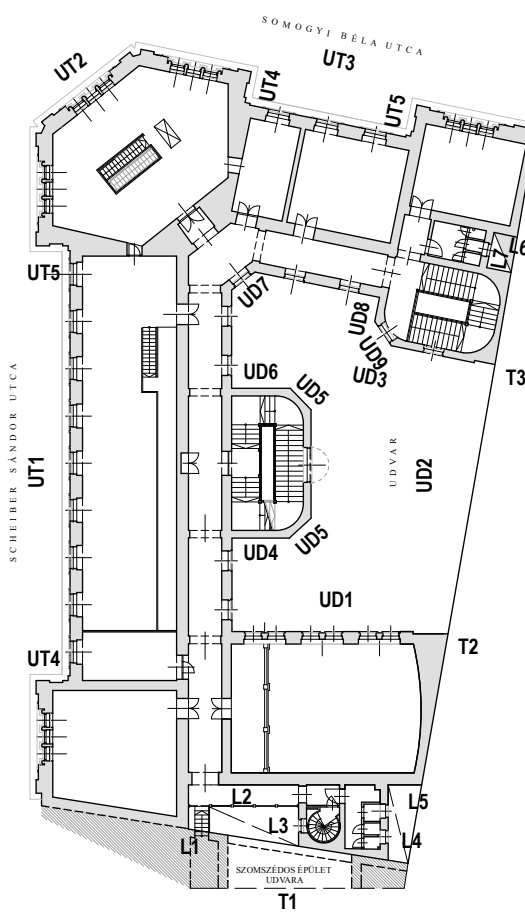 SOMOGYI BÉLA UTCA
UT3
UT2
UT4
UT5
L6
L7
UT5
UD7
UD8
UD9
UD3
T3
UD6
UD5
SCHEIBER SÀNDOR UTCA
UT1
UDVAR
UD2
UD4
UD5
UD1
T2
UT4
L2
L5
L3
L1
L4
SZOMSZÉDOS ÉPÜLET
UDVARA
T1